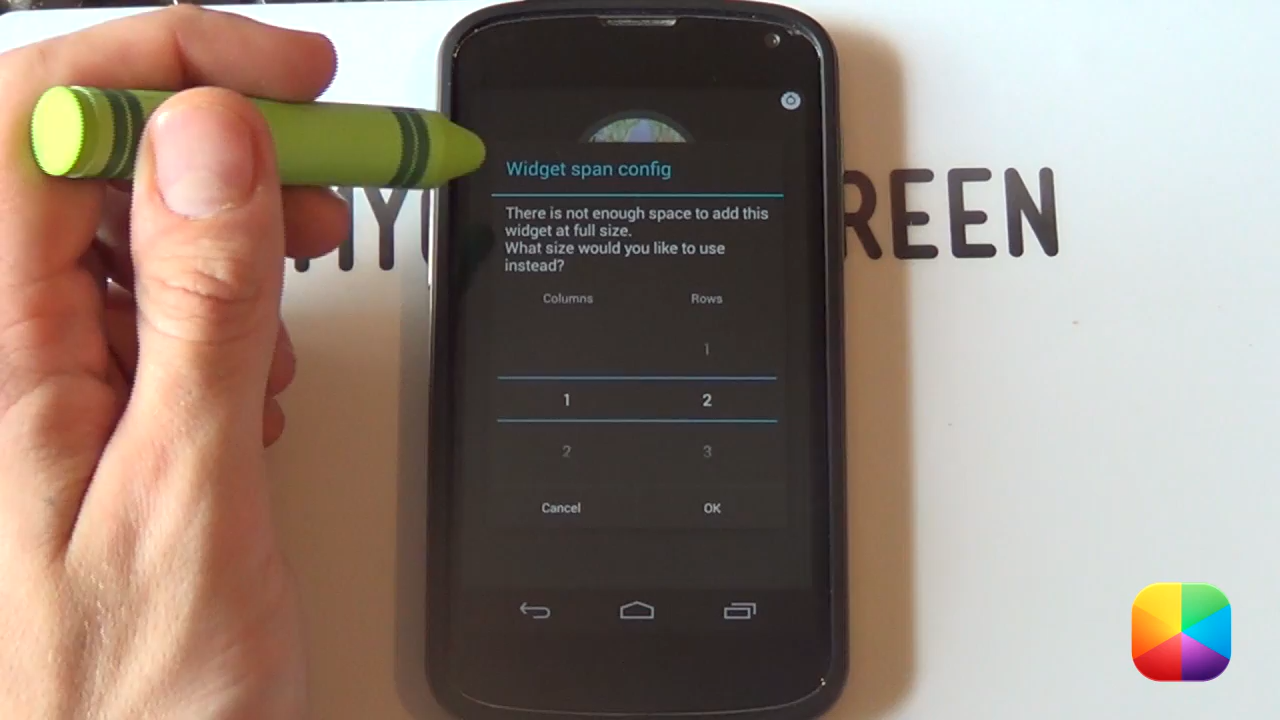 Widget span config
There is not enough space to add this
widget at full size.
What size would you like to use
instead?
Columns Rows
1
1 2
2 3
Cancel OK